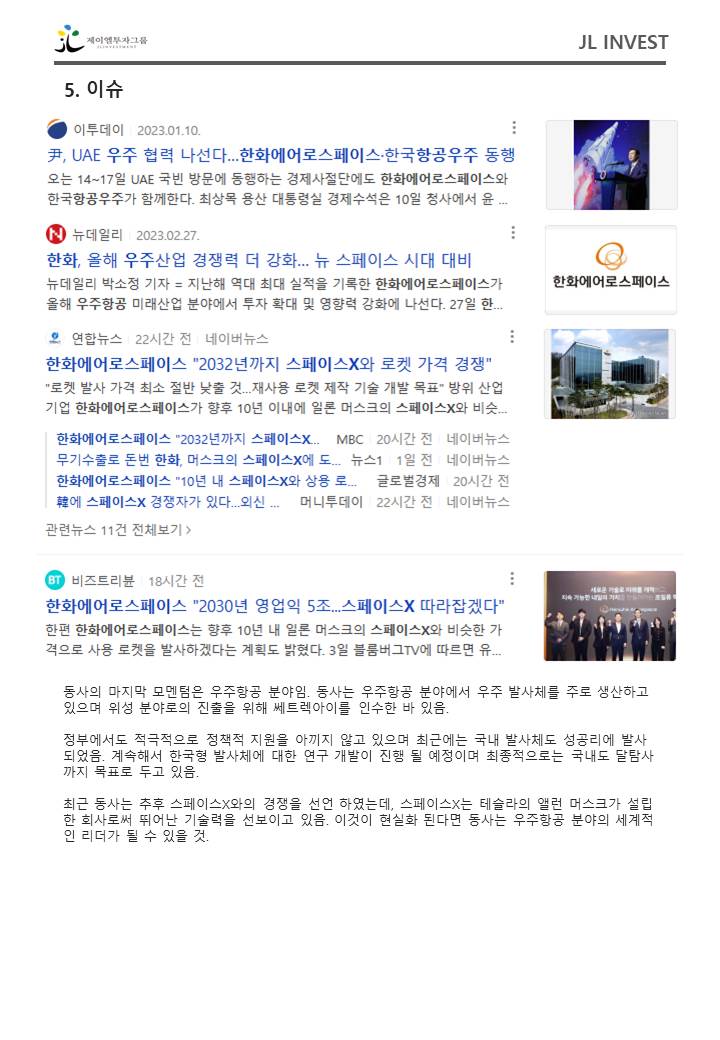 제이엘투자그룹
JLINVESTMENT
JL INVEST
5. 이슈
이투데이 2023.01.10.
尹, UAE 우주 협력 나선다...한화에어로스페이스·한국항공우주 동행
오는 14~17일 UAE 국빈 방문에 동행하는 경제사절단에도 한화에어로스페이스와
한국항공우주가 함께한다. 최상목 용산 대통령실 경제수석은 10일 청사에서 윤 ...
뉴데일리 2023.02.27.
한화, 올해 우주산업 경쟁력 더 강화... 뉴 스페이스 시대 대비
뉴데일리 박소정 기자 = 지난해 역대 최대 실적을 기록한 한화에어로스페이스가
올해 우주항공 미래산업 분야에서 투자 확대 및 영향력 강화에 나선다. 27일 한...
한화에어로스페이스
연합뉴스 22시간 전 네이버뉴스
한화에어로스페이스 "2032년까지 스페이스X와 로켓 가격 경쟁"
"로켓 발사 가격 최소 절반 낮출 것...재사용 로켓 제작 기술 개발 목표" 방위 산업
기업 한화에어로스페이스가 향후 10년 이내에 일론 머스크의 스페이스X와 비슷...
한화에어로스페이스 "2032년까지 스페이스X... MBC 20시간 전 네이버뉴스
무기수출로 돈번 한화, 머스크의 스페이스X에 도... 뉴스1 1일 전 네이버뉴스
한화에어로스페이스 "10년 내 스페이스X와 상용 로... 글로벌경제 20시간 전
韓에 스페이스X 경쟁자가 있다...외신 ... 머니투데이 22시간 전 네이버뉴스
관련뉴스 11건 전체보기 >
BT 비즈트리뷴 18시간 전
한화에어로스페이스 "2030년 영업익 5조...스페이스X 따라잡겠다"
한편 한화에어로스페이스는 향후 10년 내 일론 머스크의 스페이스X와 비슷한 가
격으로 사용 로켓을 발사하겠다는 계획도 밝혔다. 3일 블룸버그TV에 따르면 유...
새로운 기술로 미래를 개척
지속 가능한 내일의 가치를
동사의 마지막 모멘텀은 우주항공 분야임. 동사는 우주항공 분야에서 우주 발사체를 주로 생산하고
있으며 위성 분야로의 진출을 위해 쎄트렉아이를 인수한 바 있음.
정부에서도 적극적으로 정책적 지원을 아끼지 않고 있으며 최근에는 국내 발사체도 성공리에 발사
되었음. 계속해서 한국형 발사체에 대한 연구 개발이 진행 될 예정이며 최종적으로는 국내도 달탐사
까지 목표로 두고 있음.
최근 동사는 추후 스페이스X와의 경쟁을 선언 하였는데, 스페이스X는 테슬라의 앨런 머스크가 설립
한 회사로써 뛰어난 기술력을 선보이고 있음. 이것이 현실화 된다면 동사는 우주항공 분야의 세계적
인 리더가 될 수 있을 것.